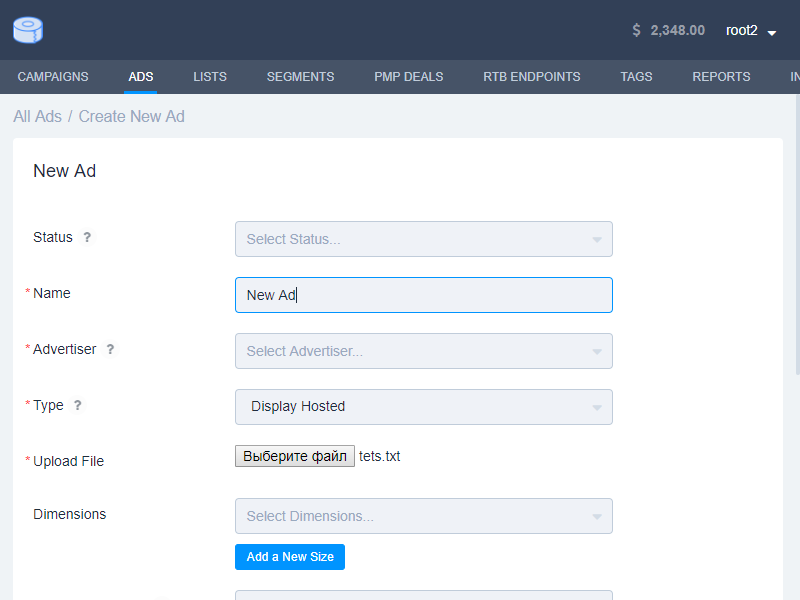 $ 2,348.00 root2
CAMPAIGNS ADS LISTS SEGMENTS PMP DEALS RTB ENDPOINTS TAGS REPORTS IN
All Ads / Create New Ad
New Ad
Status ? Select Status...
* Name New Ad
* Advertiser ? Select Advertiser...
* Type ? Display Hosted
* Upload File Выберите файл tets.txt
Dimensions Select Dimensions...
Add a New Size